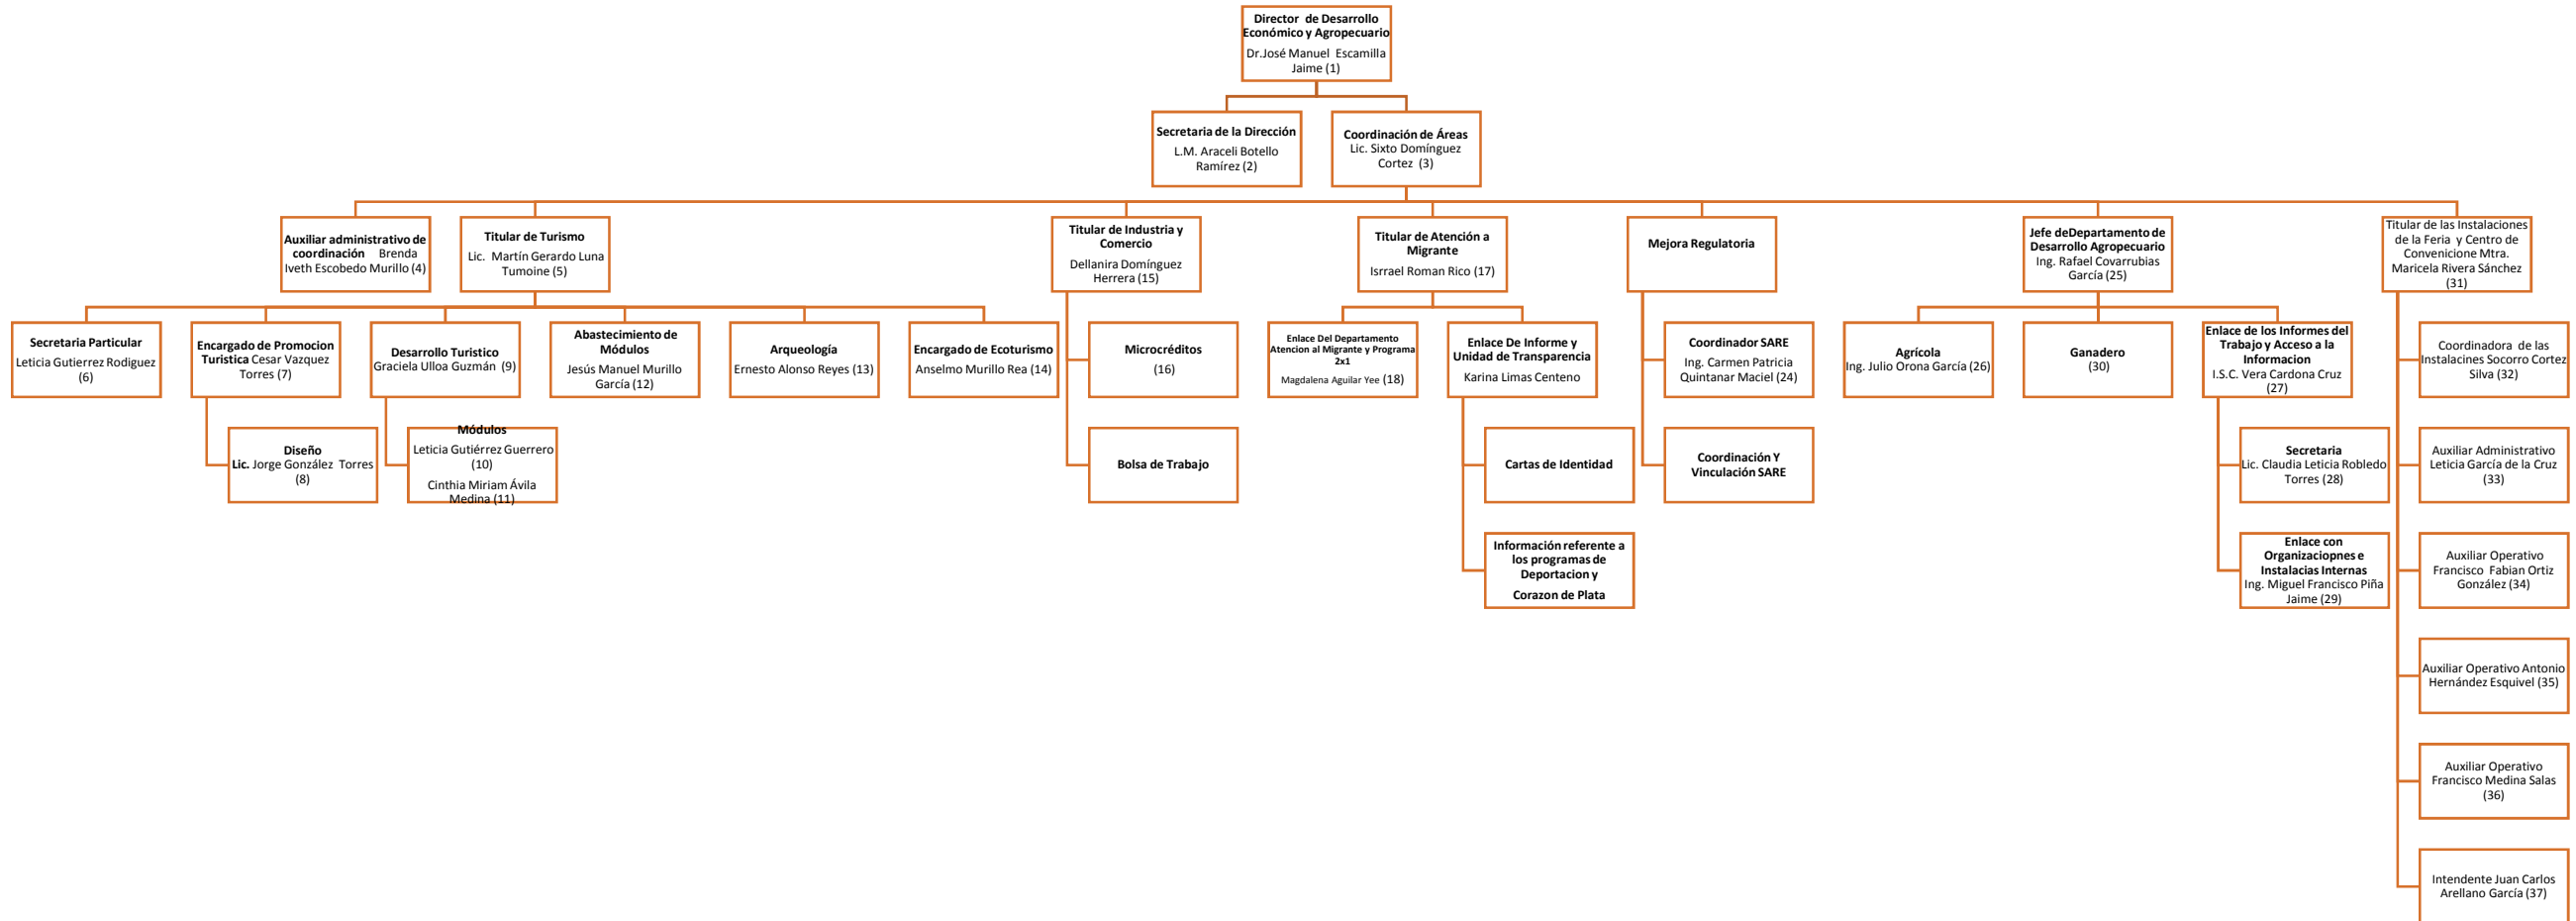 Director de Desarrollo
Económico y Agropecuario
Dr.José Manuel Escamilla
Jaime (1)
Secretaria de la Dirección
L.M. Araceli Botello
Ramírez (2)
Coordinación de Áreas
Lic. Sixto Domínguez
Cortez (3)
Auxiliar administrativo de
coordinación Brenda
Iveth Escobedo Murillo (4)
Titular de Turismo
Lic. Martín Gerardo Luna
Tumoine (5)
Titular de Industria y
Comercio
Dellanira Domínguez
Herrera (15)
Titular de Atención a
Migrante
Isrrael Roman Rico (17)
Mejora Regulatoria
Jefe deDepartamento de
Desarrollo Agropecuario
Ing. Rafael Covarrubias
García (25)
Titular de las Instalaciones
de la Feria y Centro de
Convencione Mtra.
Maricela Rivera Sánchez
(31)
Secretaria Particular
Leticia Gutierrez Rodiguez
(6)
Encargado de Promocion
Turistica Cesar Vazquez
Torres (7)
Desarrollo Turistico
Graciela Ulloa Guzmán (9)
Abastecimiento de
Módulos
Jesús Manuel Murillo
García (12)
Arqueología
Ernesto Alonso Reyes (13)
Encargado de Ecoturismo
Anselmo Murillo Rea (14)
Microcréditos
(16)
Enlace Del Departamento
Atencion al Migrante y Programa
2x1
Magdalena Aguilar Yee (18)
Enlace De Informe y
Unidad de Transparencia
Karina Limas Centeno
Coordinador SARE
Ing. Carmen Patricia
Quintanar Maciel (24)
Agrícola
Ing. Julio Orona García (26)
Ganadero
(30)
Enlace de los Informes del
Trabajo y Acceso a la
Informacion
I.S.C. Vera Cardona Cruz
(27)
Coordinadora de las
Instalacines Socorro Cortez
Silva (32)
Diseño
Lic. Jorge González Torres
(8)
Módulos
Leticia Gutiérrez Guerrero
(10)
Cinthia Miriam Ávila
Medina (11)
Bolsa de Trabajo
Cartas de Identidad
Coordinación Y
Vinculación SARE
Secretaria
Lic. Claudia Leticia Robledo
Torres (28)
Auxiliar Administrativo
Leticia García de la Cruz
(33)
Información referente a
los programas de
Deportacion y
Corazon de Plata
Enlace con
Organizaciopnes e
Instalacias Internas
Ing. Miguel Francisco Piña
Jaime (29)
Auxiliar Operativo
Francisco Fabian Ortiz
González (34)
Auxiliar Operativo Antonio
Hernández Esquivel (35)
Auxiliar Operativo
Francisco Medina Salas
(36)
Intendente Juan Carlos
Arellano García (37)